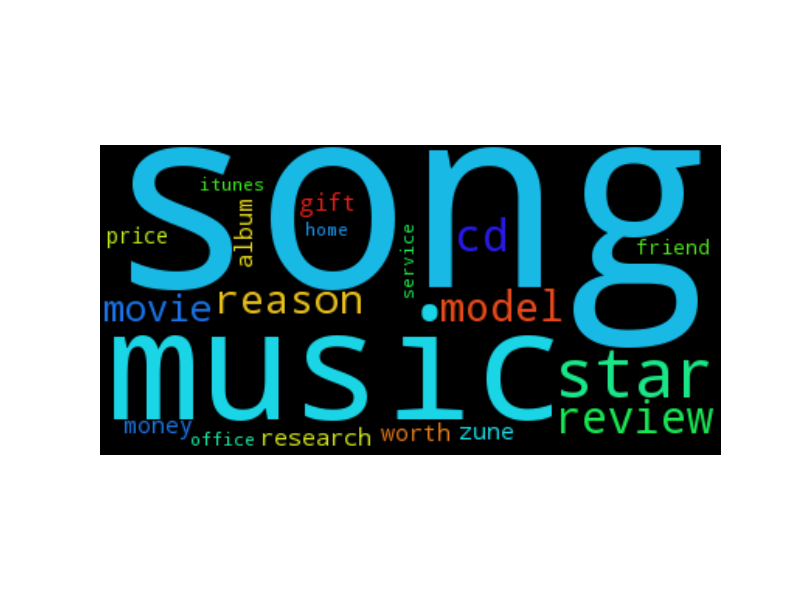 song
itunes
gift
album
home
price
service
cd
friend
movie
reason
model
music
star
review
money
office
research
worth
zune